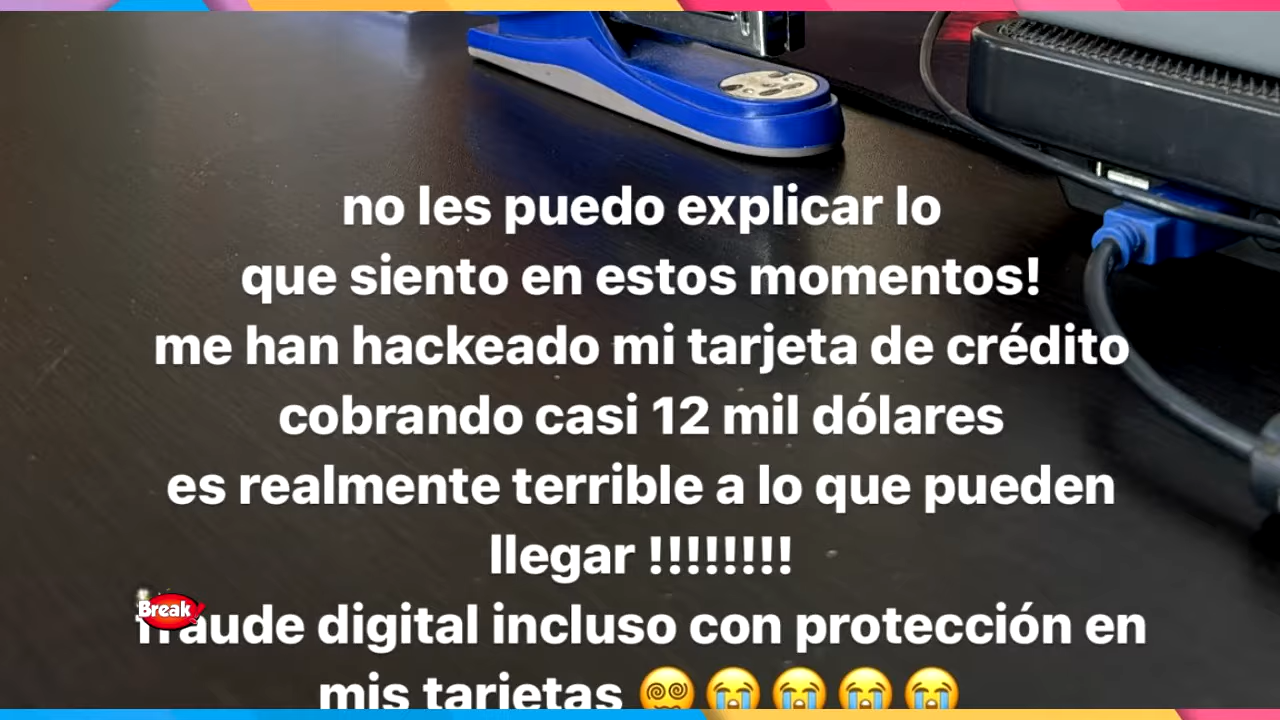 no les puedo explicar lo
que siento en estos momentos!
me han hackeado mi tarjeta de crédito
cobrando casi 12 mil dólares
es realmente terrible a lo que pueden
llegar !!!!!!!!
Break
fraude digital incluso con protección en
mis tarjetas 😵‍💫😭😭😭😭